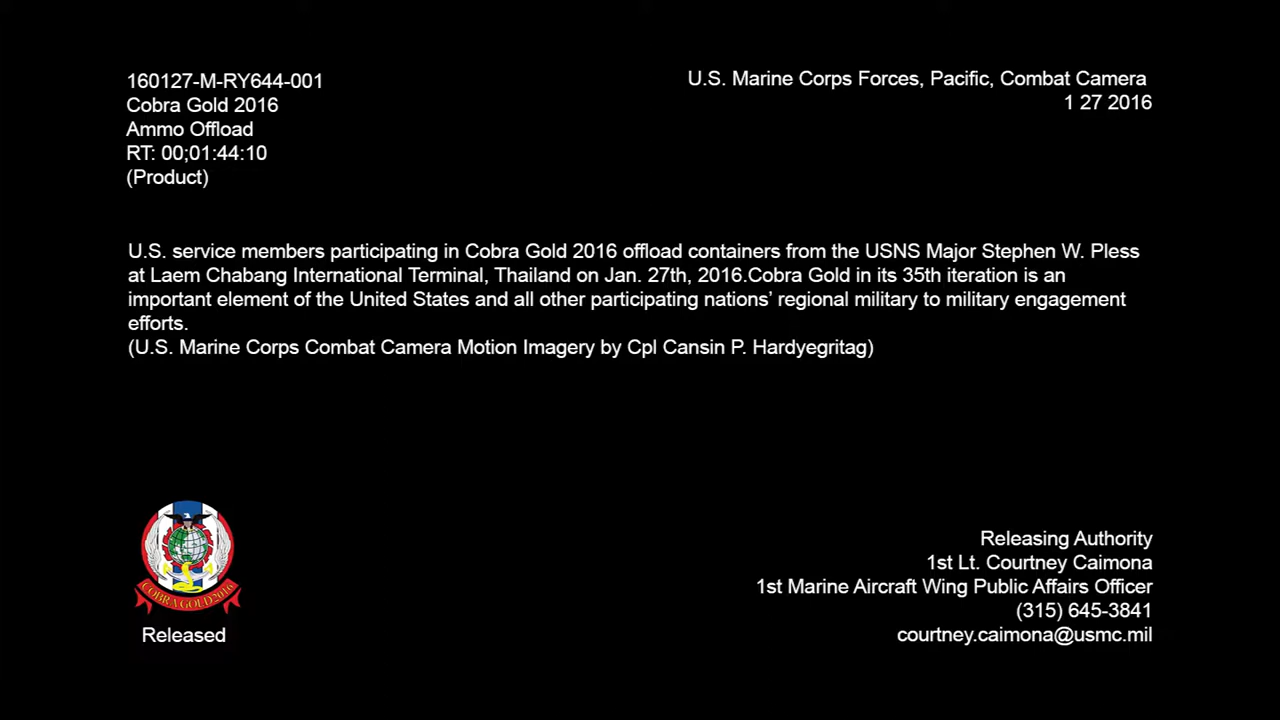 160127-M-RY644-001
Cobra Gold 2016
Ammo Offload
RT: 00;01:44:10
(Product)
U.S. Marine Corps Forces, Pacific, Combat Camera
1 27 2016
U.S. service members participating in Cobra Gold 2016 offload containers from the USNS Major Stephen W. Pless
at Laem Chabang International Terminal, Thailand on Jan. 27th, 2016.Cobra Gold in its 35th iteration is an
important element of the United States and all other participating nations’ regional military to military engagement
efforts.
(U.S. Marine Corps Combat Camera Motion Imagery by Cpl Cansin P. Hardyegritag)
COBRA GOLD 2016
Released
Releasing Authority
1st Lt. Courtney Caimona
1st Marine Aircraft Wing Public Affairs Officer
(315) 645-3841
courtney.caimona@usmc.mil